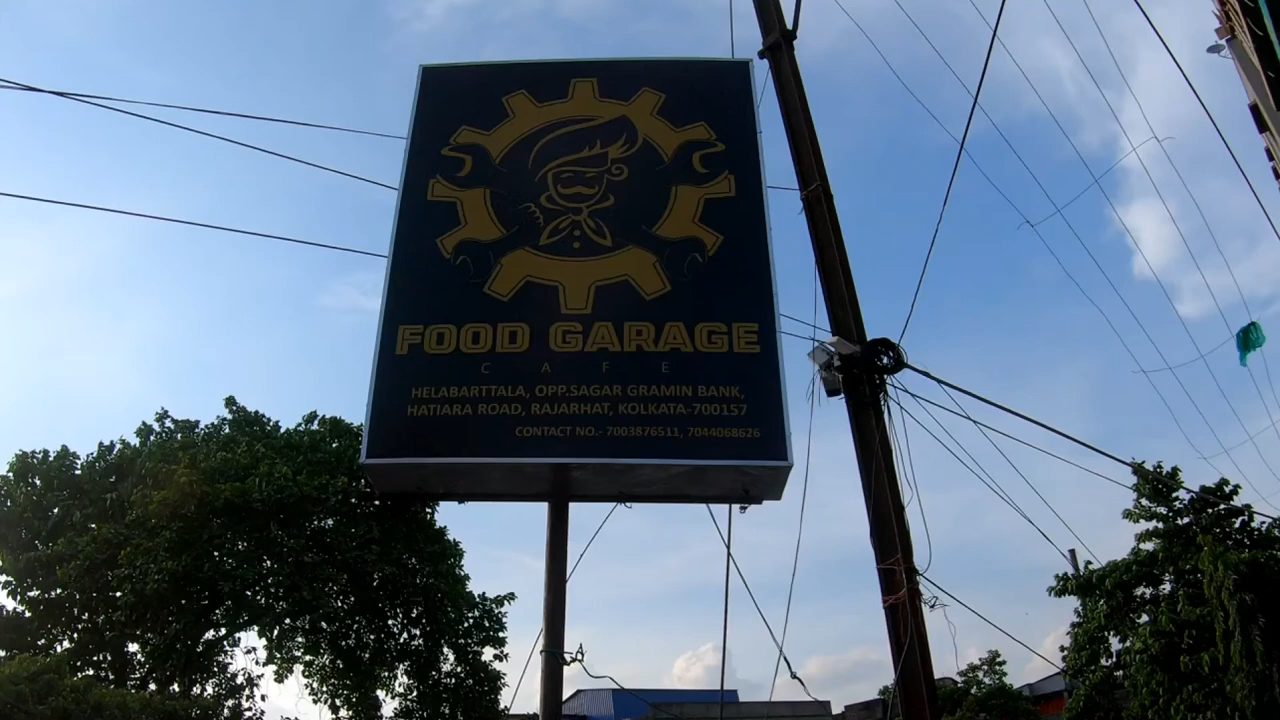 FOOD GARAGE
CAFE
HELABARTTALA, OPP.SAGAR GRAMIN BANK,
HATIARA ROAD, RAJARHAT, KOLKATA-700157
CONTACT NO.- 7003876511, 7044068626